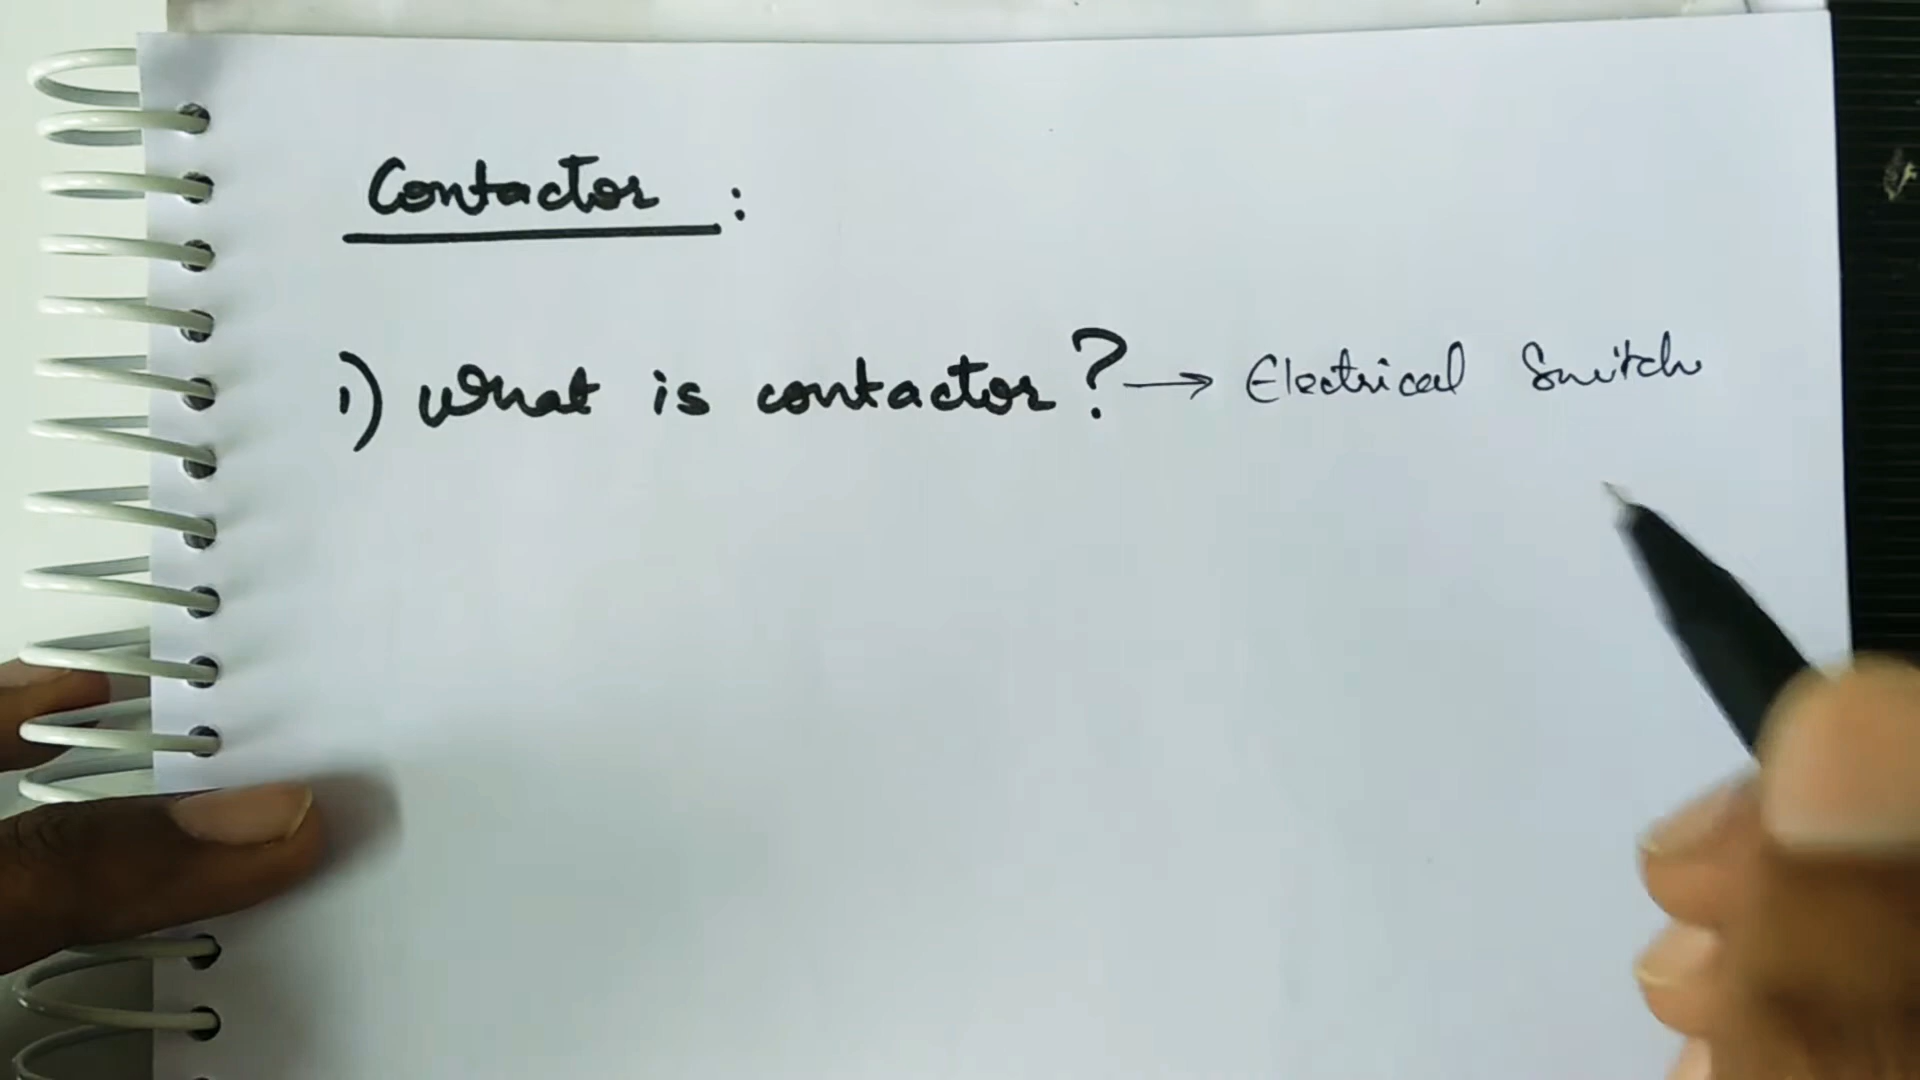 Contactor :
1) What is contactor? → Electrical Switch